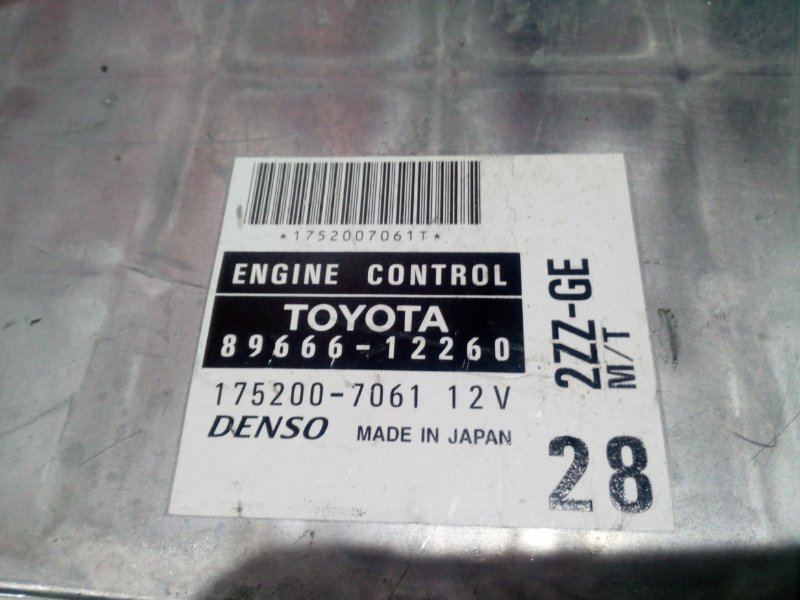 *1752007061T*
ENGINE CONTROL
TOYOTA
89666-12260
175200-7061 12V
DENSO MADE IN JAPAN
2ZZ-GE
M/T
28